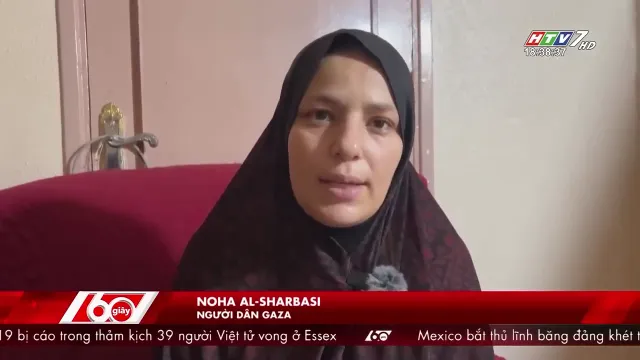 HTV7 HD
18:38:37
60 giây
NOHA AL-SHARBASI
NGƯỜI DÂN GAZA
19 bị cáo trong thảm kịch 39 người Việt tử vong ở Essex 60 Mexico bắt thủ lĩnh băng đảng khét